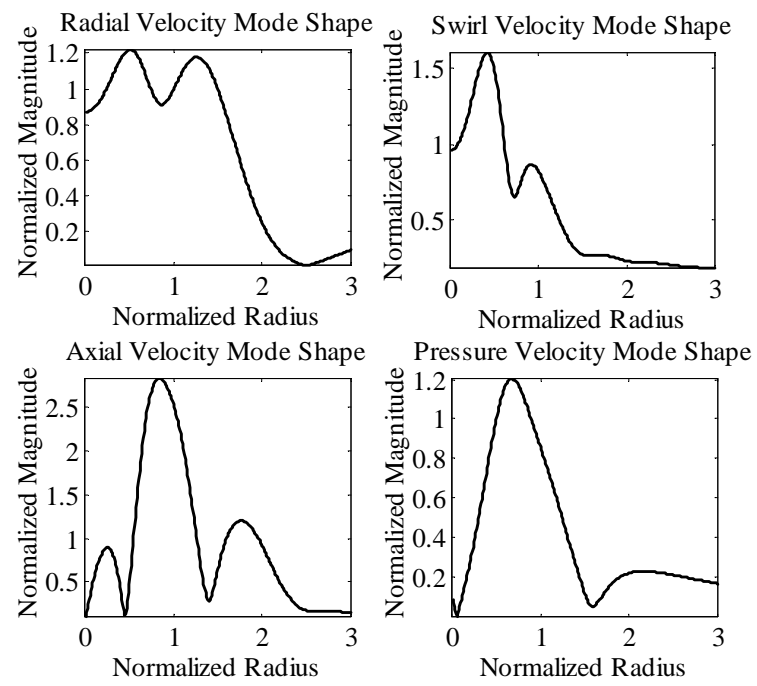 Radial Velocity Mode Shape
Normalized Magnitude
1.2
1
0.8
0.6
0.4
0.2
0 1 2 3
Normalized Radius
Swirl Velocity Mode Shape
Normalized Magnitude
1.5
1
0.5
0 1 2 3
Normalized Radius
Axial Velocity Mode Shape
Normalized Magnitude
2.5
2
1.5
1
0.5
0 1 2 3
Normalized Radius
Pressure Velocity Mode Shape
Normalized Magnitude
1.2
1
0.8
0.6
0.4
0.2
0 1 2 3
Normalized Radius